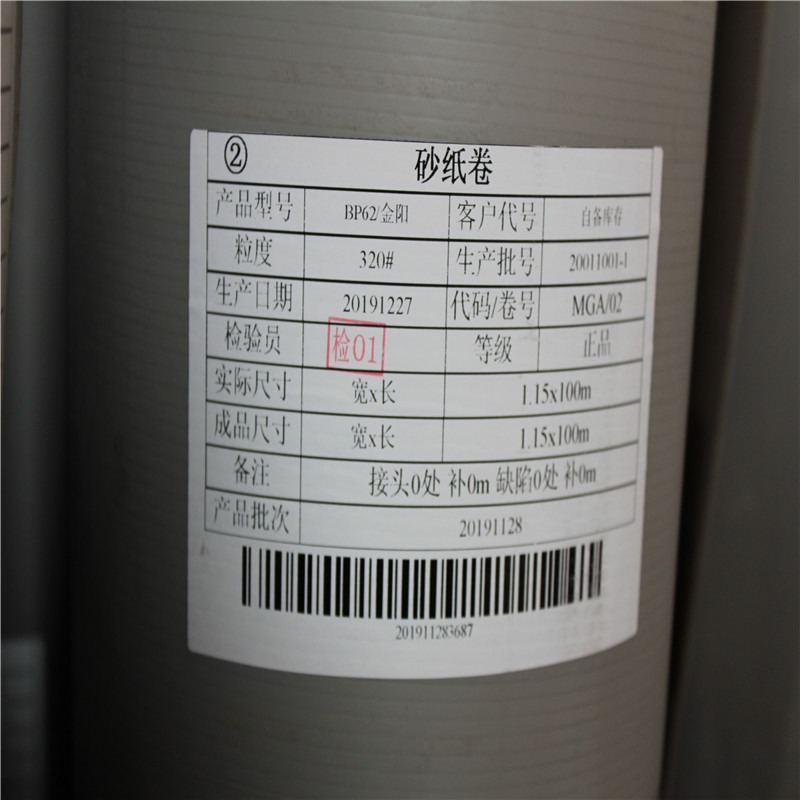 ② 砂纸卷
产品型号 BP62/金阳 客户代号 自备库存
粒度 320# 生产批号 20011001-1
生产日期 20191227 代码/卷号 MGA/02
检验员 检01 等级 正品
实际尺寸 宽x长 1.15x100m
成品尺寸 宽x长 1.15x100m
备注 接头0处 补0m 缺陷0处 补0m
产品批次 20191128
201911283687